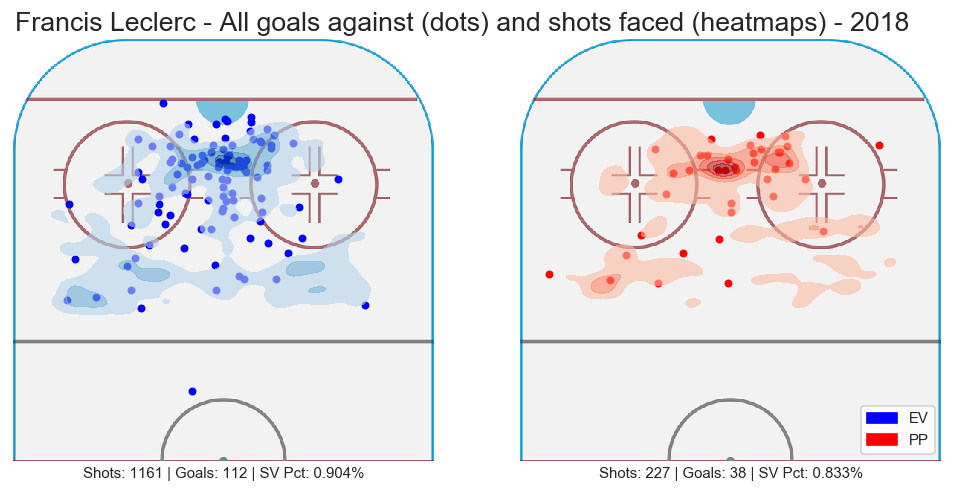 Francis Leclerc - All goals against (dots) and shots faced (heatmaps) - 2018
EV
PP
Shots: 1161 | Goals: 112 | SV Pct: 0.904%
Shots: 227 | Goals: 38 | SV Pct: 0.833%